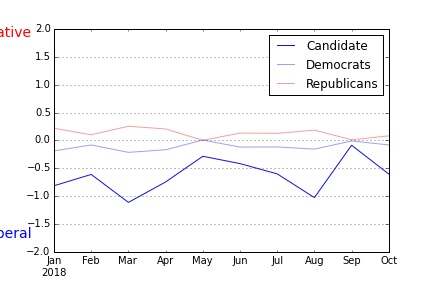 ative
2.0
1.5
1.0
0.5
0.0
−0.5
−1.0
−1.5
−2.0
beral
Candidate
Democrats
Republicans
Jan Feb Mar Apr May Jun Jul Aug Sep Oct
2018